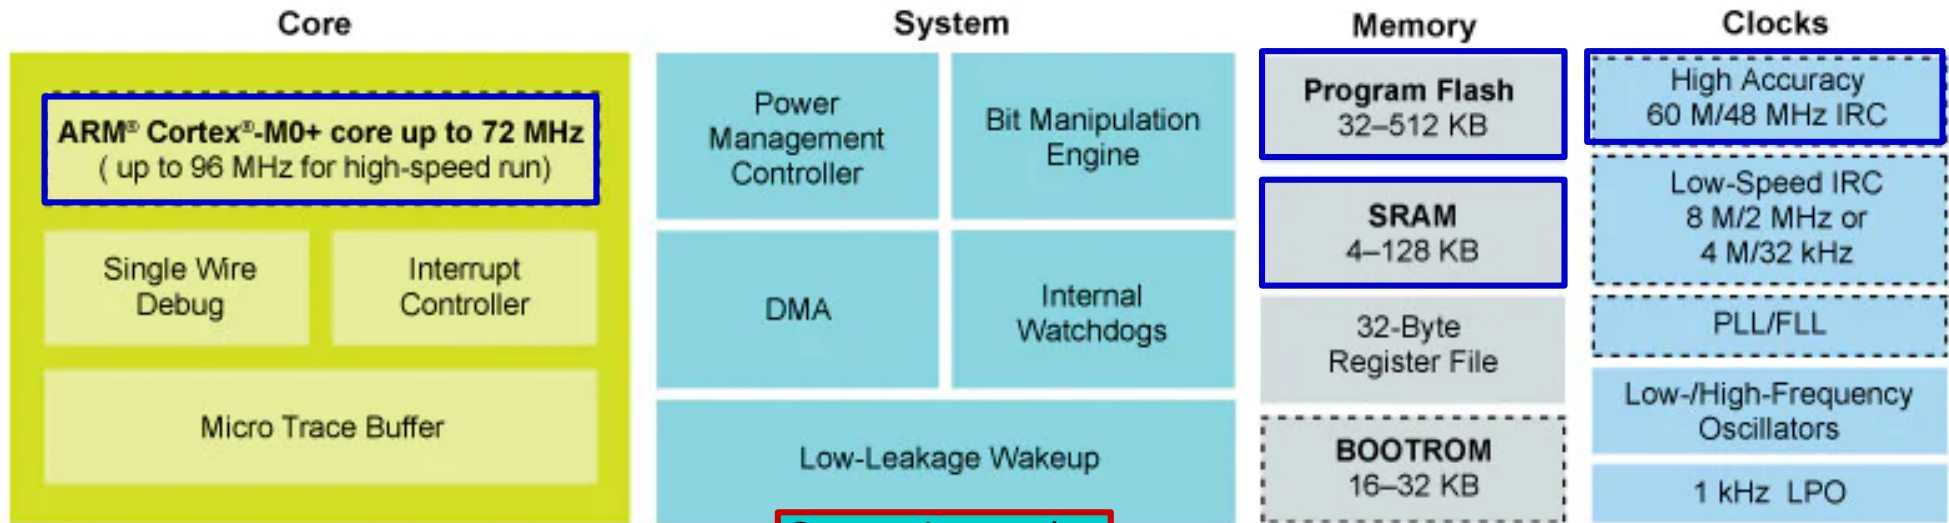 Core
ARM® Cortex®-M0+ core up to 72 MHz
( up to 96 MHz for high-speed run)
Single Wire
Debug
Interrupt
Controller
Micro Trace Buffer
System
Power
Management
Controller
Bit Manipulation
Engine
DMA
Internal
Watchdogs
Low-Leakage Wakeup
Memory
Program Flash
32–512 KB
SRAM
4–128 KB
32-Byte
Register File
BOOTROM
16–32 KB
Clocks
High Accuracy
60 M/48 MHz IRC
Low-Speed IRC
8 M/2 MHz or
4 M/32 kHz
PLL/FLL
Low-/High-Frequency
Oscillators
1 kHz LPO